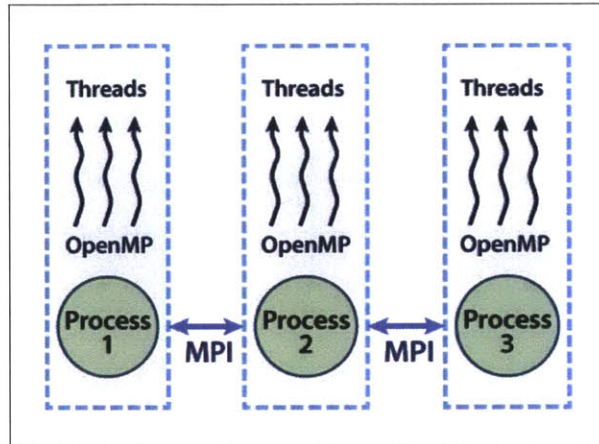 Threads Threads Threads
OpenMP OpenMP OpenMP
Process Process Process
1 2 3
MPI MPI